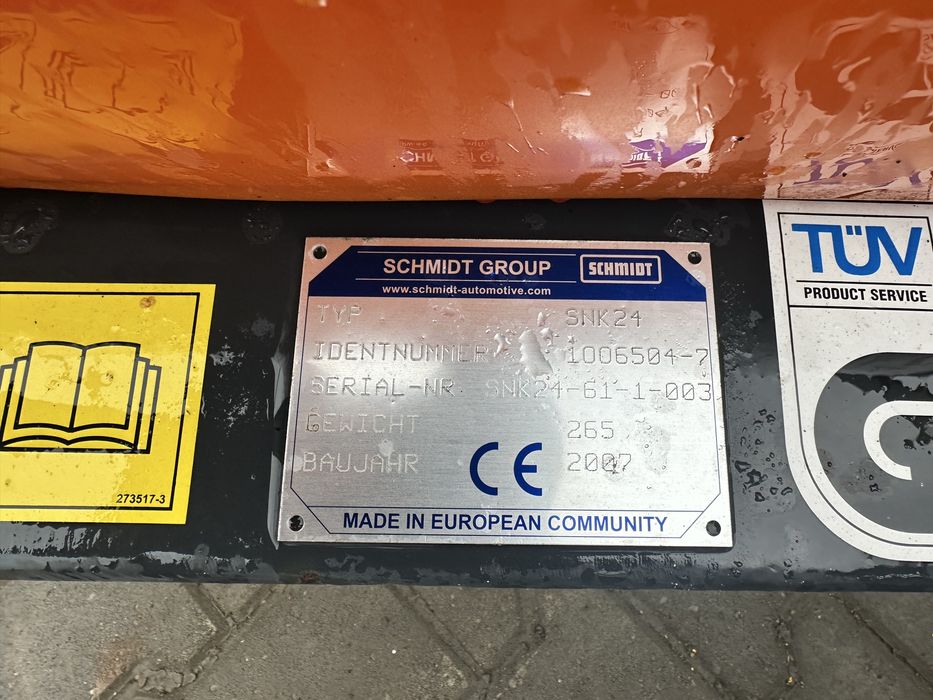 SCHMIDT GROUP
SCHMIDT
www.schmidt-automotive.com
TYP SNK24
IDENTNUMMER 1006504-7
SERIAL-NR. SNK24-61-1-003
GEWICHT 265
BAUJAHR 2007
CE
MADE IN EUROPEAN COMMUNITY
273517-3
TÜV
PRODUCT SERVICE